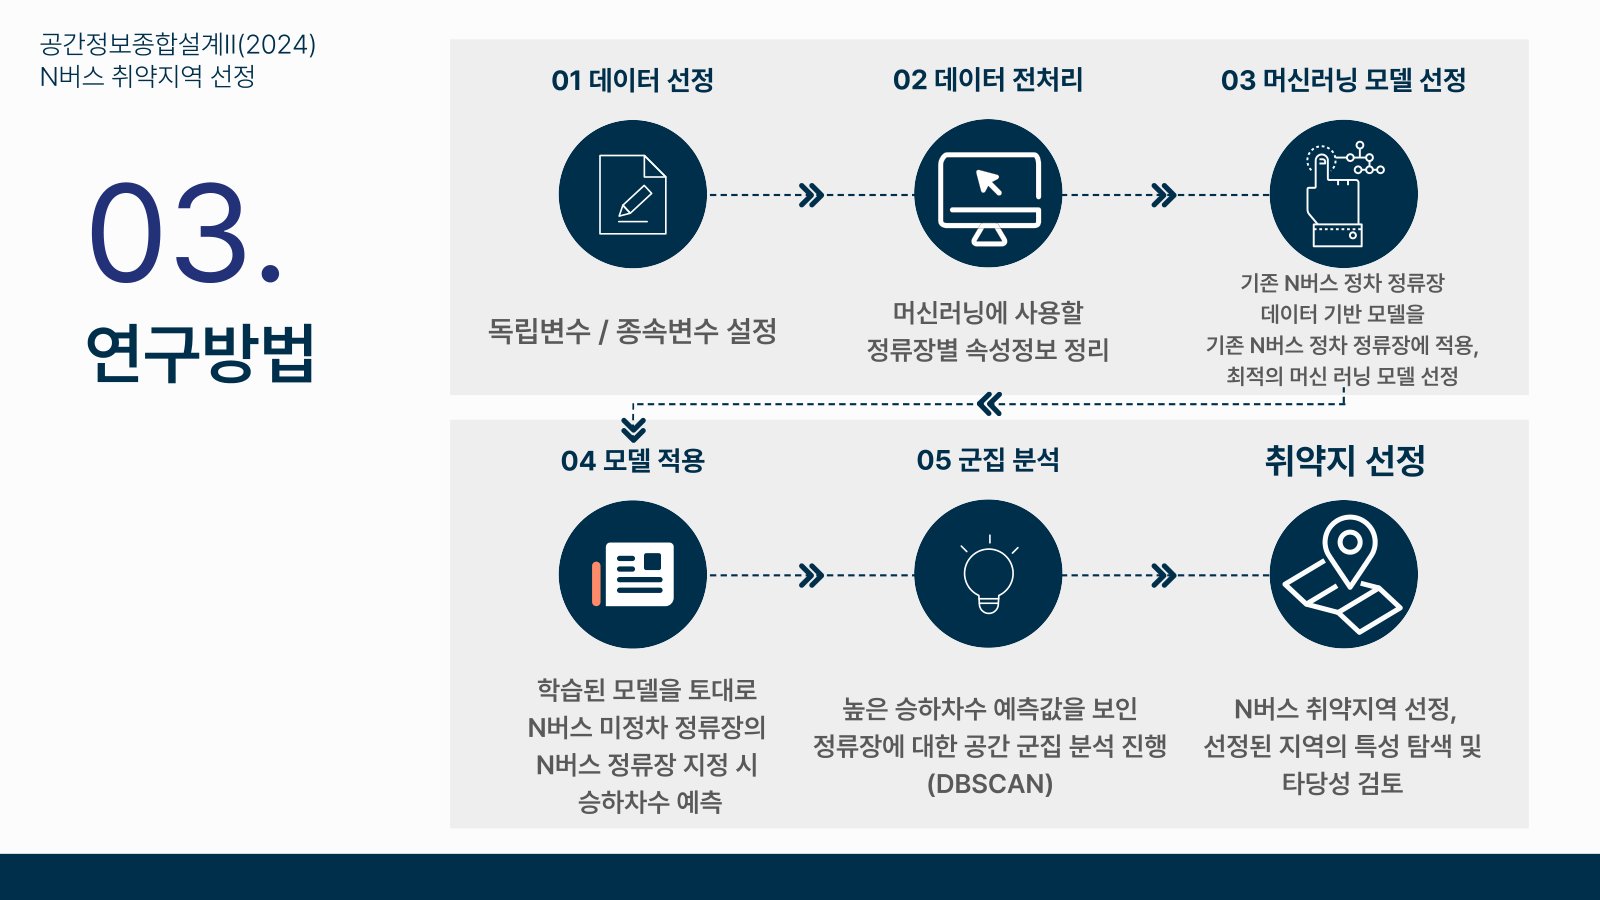 공간정보종합설계II(2024)
N버스 취약지역 선정
03.
연구방법
01 데이터 선정
독립변수 / 종속변수 설정
02 데이터 전처리
머신러닝에 사용할
정류장별 속성정보 정리
03 머신러닝 모델 선정
기존 N버스 정차 정류장
데이터 기반 모델을
기존 N버스 정차 정류장에 적용,
최적의 머신 러닝 모델 선정
04 모델 적용
학습된 모델을 토대로
N버스 미정차 정류장의
N버스 정류장 지정 시
승하차수 예측
05 군집 분석
높은 승하차수 예측값을 보인
정류장에 대한 공간 군집 분석 진행
(DBSCAN)
취약지 선정
N버스 취약지역 선정,
선정된 지역의 특성 탐색 및
타당성 검토